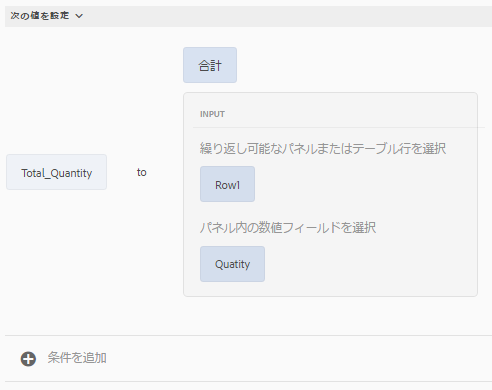 次の値を設定
合計
INPUT
繰り返し可能なパネルまたはテーブル行を選択
Total_Quantity
to
Row1
パネル内の数値フィールドを選択
Quatity
条件を追加